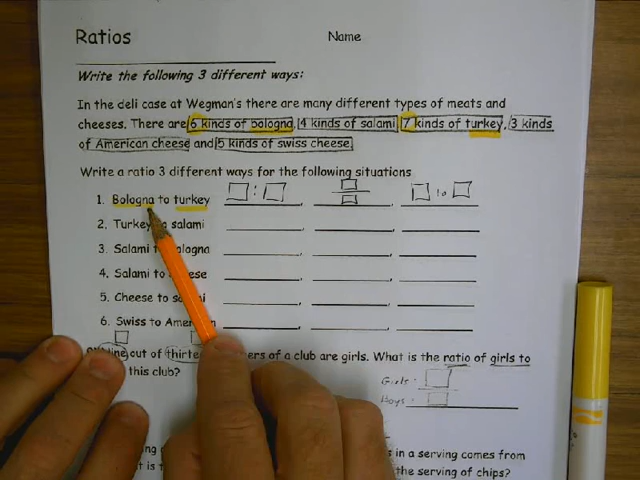 Ratios Name
Write the following 3 different ways:
In the deli case at Wegman's there are many different types of meats and
cheeses. There are 6 kinds of bologna, 4 kinds of salami, 7 kinds of turkey, 3 kinds
of American cheese and 5 kinds of swiss cheese.
Write a ratio 3 different ways for the following situations
1. Bologna to turkey : to
2. Turkey salami
3. Salami to
4. Salami to
5. Cheese to
6. Swiss to
out of members of a club are girls. What is the ratio of girls to
this club?
Girls
Boys
in a serving comes from
the serving of chips?